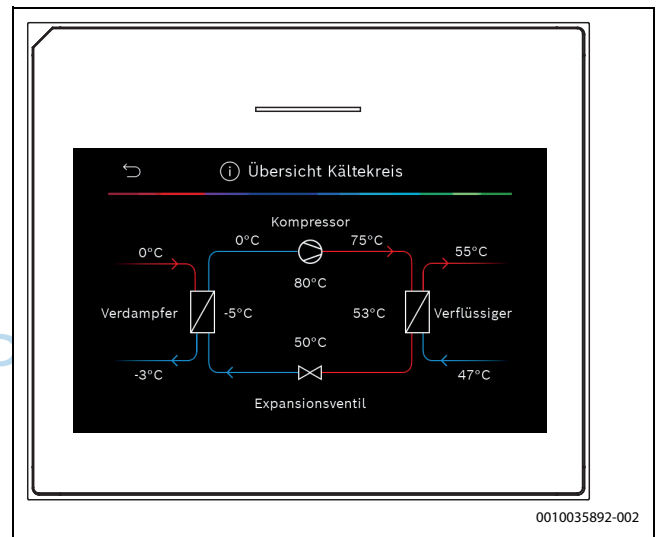 Übersicht Kältekreis
Kompressor
0°C 0°C 75°C 55°C
80°C
Verdampfer -5°C 53°C Verflüssiger
50°C
-3°C 47°C
Expansionsventil
0010035892-002